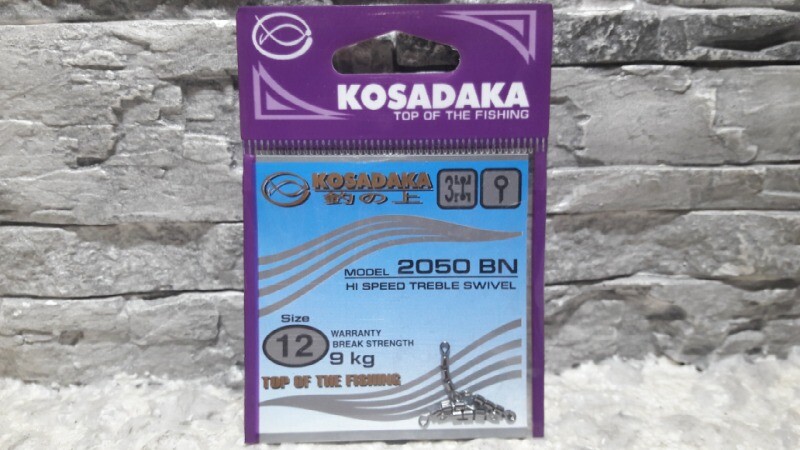 KOSADAKA
TOP OF THE FISHING
KOSADAKA
釣の上
3
MODEL 2050 BN
HI SPEED TREBLE SWIVEL
Size
12
WARRANTY
BREAK STRENGTH
9 kg
TOP OF THE FISHING